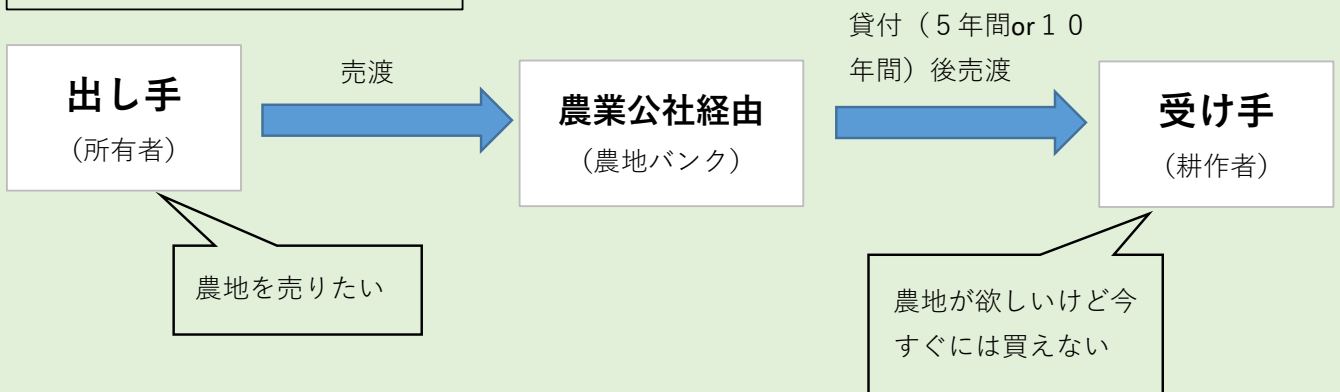 貸付（５年間or１０
年間）後売渡
売渡
出し手
（所有者）
農業公社経由
（農地バンク）
受け手
（耕作者）
農地を売りたい
農地が欲しいけど今
すぐには買えない